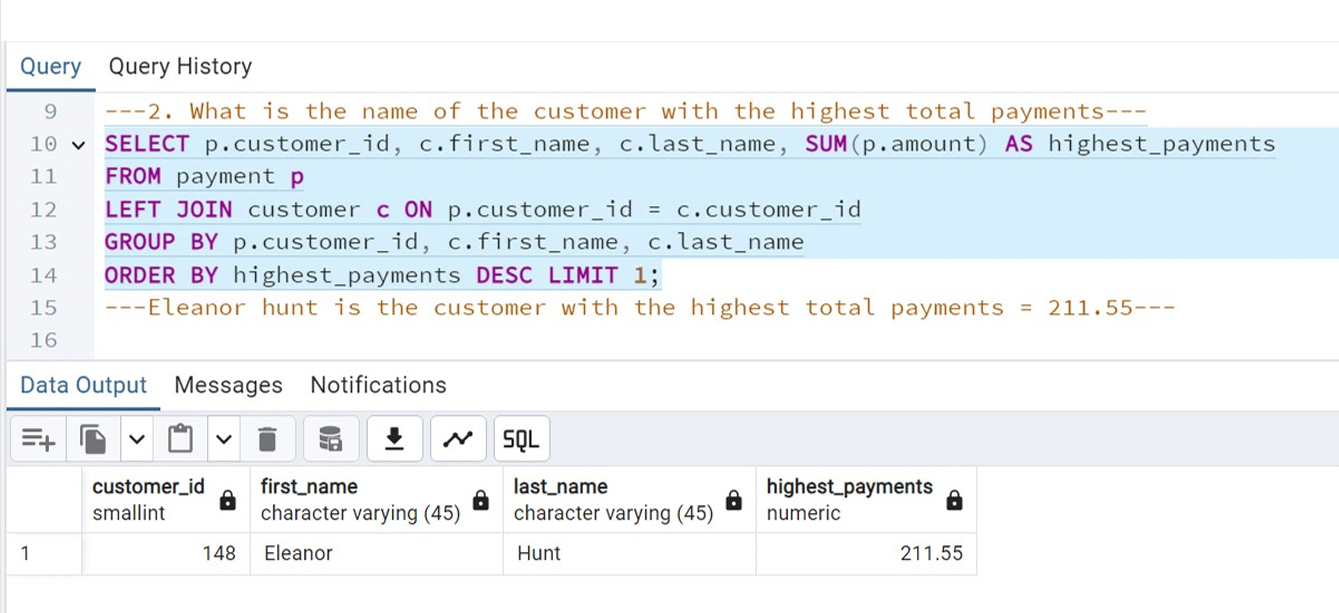 Query Query History
9 ---2. What is the name of the customer with the highest total payments---
10 SELECT p.customer_id, c.first_name, c.last_name, SUM(p.amount) AS highest_payments
11 FROM payment p
12 LEFT JOIN customer c ON p.customer_id = c.customer_id
13 GROUP BY p.customer_id, c.first_name, c.last_name
14 ORDER BY highest_payments DESC LIMIT 1;
15 ---Eleanor hunt is the customer with the highest total payments = 211.55---
16
Data Output Messages Notifications
SQL
customer_id first_name last_name highest_payments
smallint character varying (45) character varying (45) numeric
1 148 Eleanor Hunt 211.55